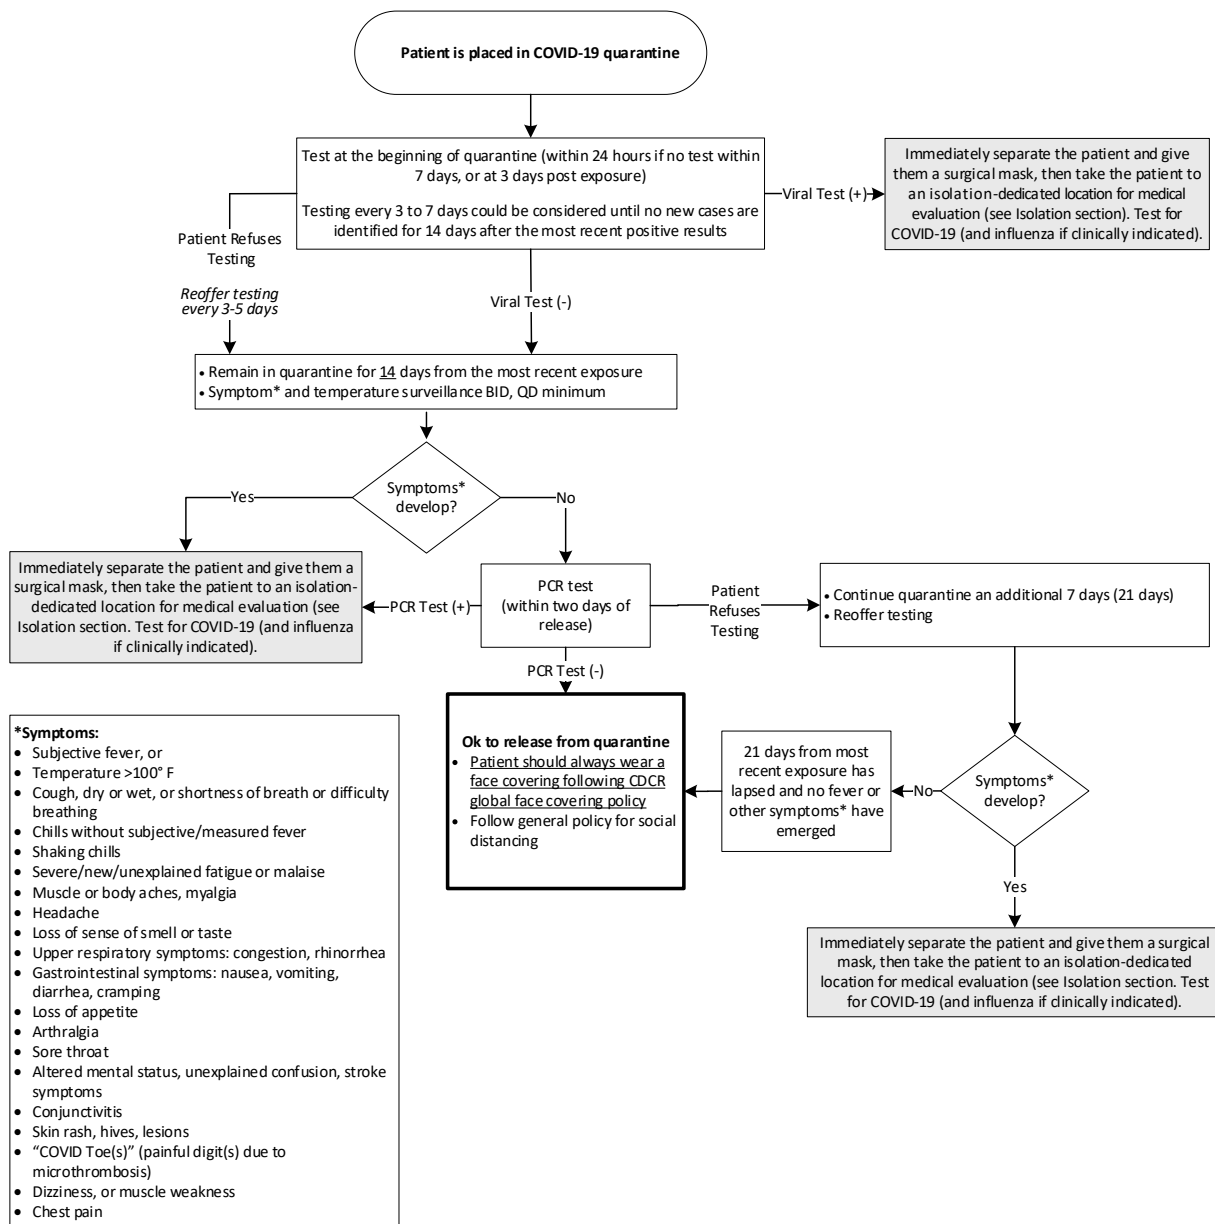 Patient is placed in COVID-19 quarantine
Test at the beginning of quarantine (within 24 hours if no test within
7 days, or at 3 days post exposure)
Testing every 3 to 7 days could be considered until no new cases are
identified for 14 days after the most recent positive results
Viral Test (+)
Immediately separate the patient and give
them a surgical mask, then take the patient to
an isolation-dedicated location for medical
evaluation (see Isolation section). Test for
COVID-19 (and influenza if clinically indicated).
Patient Refuses
Testing
Reoffer testing
every 3-5 days
Viral Test (-)
• Remain in quarantine for 14 days from the most recent exposure
• Symptom* and temperature surveillance BID, QD minimum
Symptoms*
develop?
Yes
No
Immediately separate the patient and give them a
surgical mask, then take the patient to an isolation-
dedicated location for medical evaluation (see
Isolation section. Test for COVID-19 (and influenza
if clinically indicated).
PCR Test (+)
PCR test
(within two days of
release)
Patient
Refuses
Testing
• Continue quarantine an additional 7 days (21 days)
• Reoffer testing
PCR Test (-)
Ok to release from quarantine
• Patient should always wear a
face covering following CDCR
global face covering policy
• Follow general policy for social
distancing
21 days from most
recent exposure has
lapsed and no fever or
other symptoms* have
emerged
No
Symptoms*
develop?
Yes
Immediately separate the patient and give them a surgical
mask, then take the patient to an isolation-dedicated
location for medical evaluation (see Isolation section. Test
for COVID-19 (and influenza if clinically indicated).
*Symptoms:
• Subjective fever, or
• Temperature >100° F
• Cough, dry or wet, or shortness of breath or difficulty
breathing
• Chills without subjective/measured fever
• Shaking chills
• Severe/new/unexplained fatigue or malaise
• Muscle or body aches, myalgia
• Headache
• Loss of sense of smell or taste
• Upper respiratory symptoms: congestion, rhinorrhea
• Gastrointestinal symptoms: nausea, vomiting,
diarrhea, cramping
• Loss of appetite
• Arthralgia
• Sore throat
• Altered mental status, unexplained confusion, stroke
symptoms
• Conjunctivitis
• Skin rash, hives, lesions
• “COVID Toe(s)” (painful digit(s) due to
microthrombosis)
• Dizziness, or muscle weakness
• Chest pain